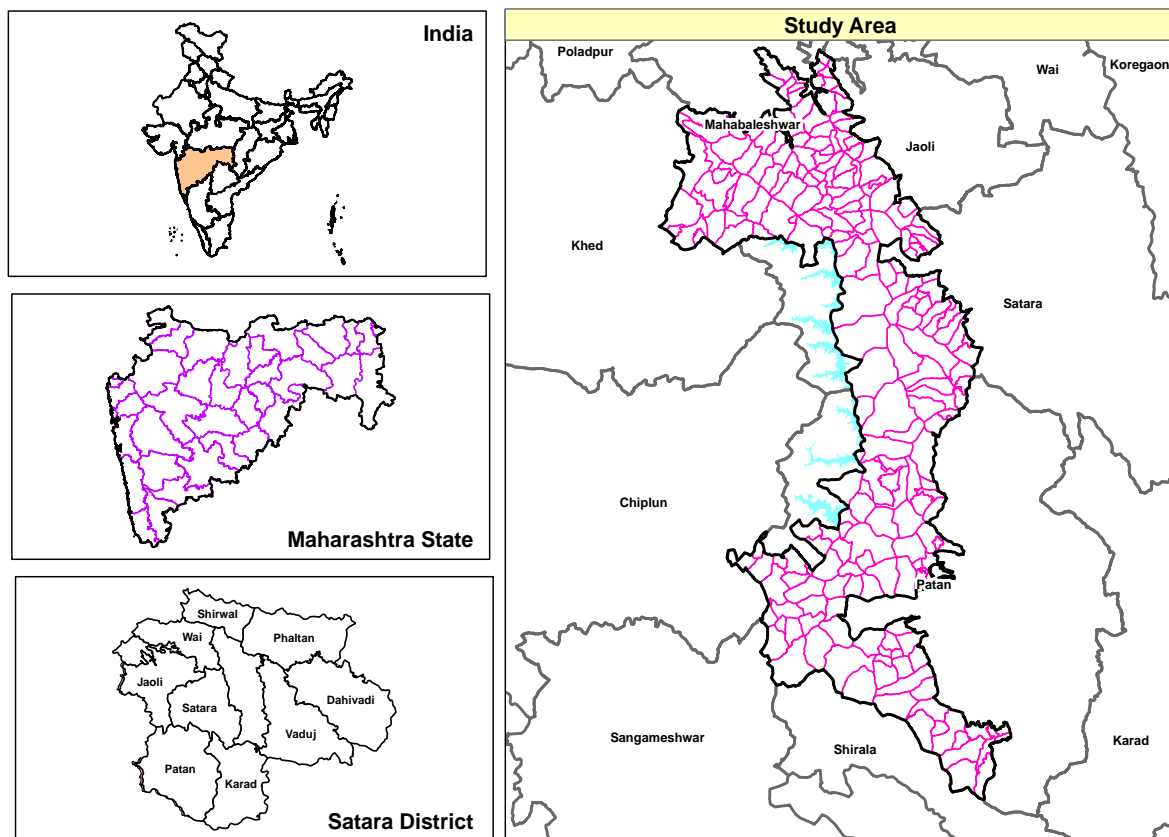 India
Maharashtra State
Shirwal
Wai
Phaltan
Jaoli
Dahivadi
Satara
Vaduj
Patan
Karad
Satara District
Study Area
Poladpur
Wai
Koregaon
Mahabaleshwar
Jaoli
Khed
Satara
Chiplun
Patan
Sangameshwar
Shirala
Karad